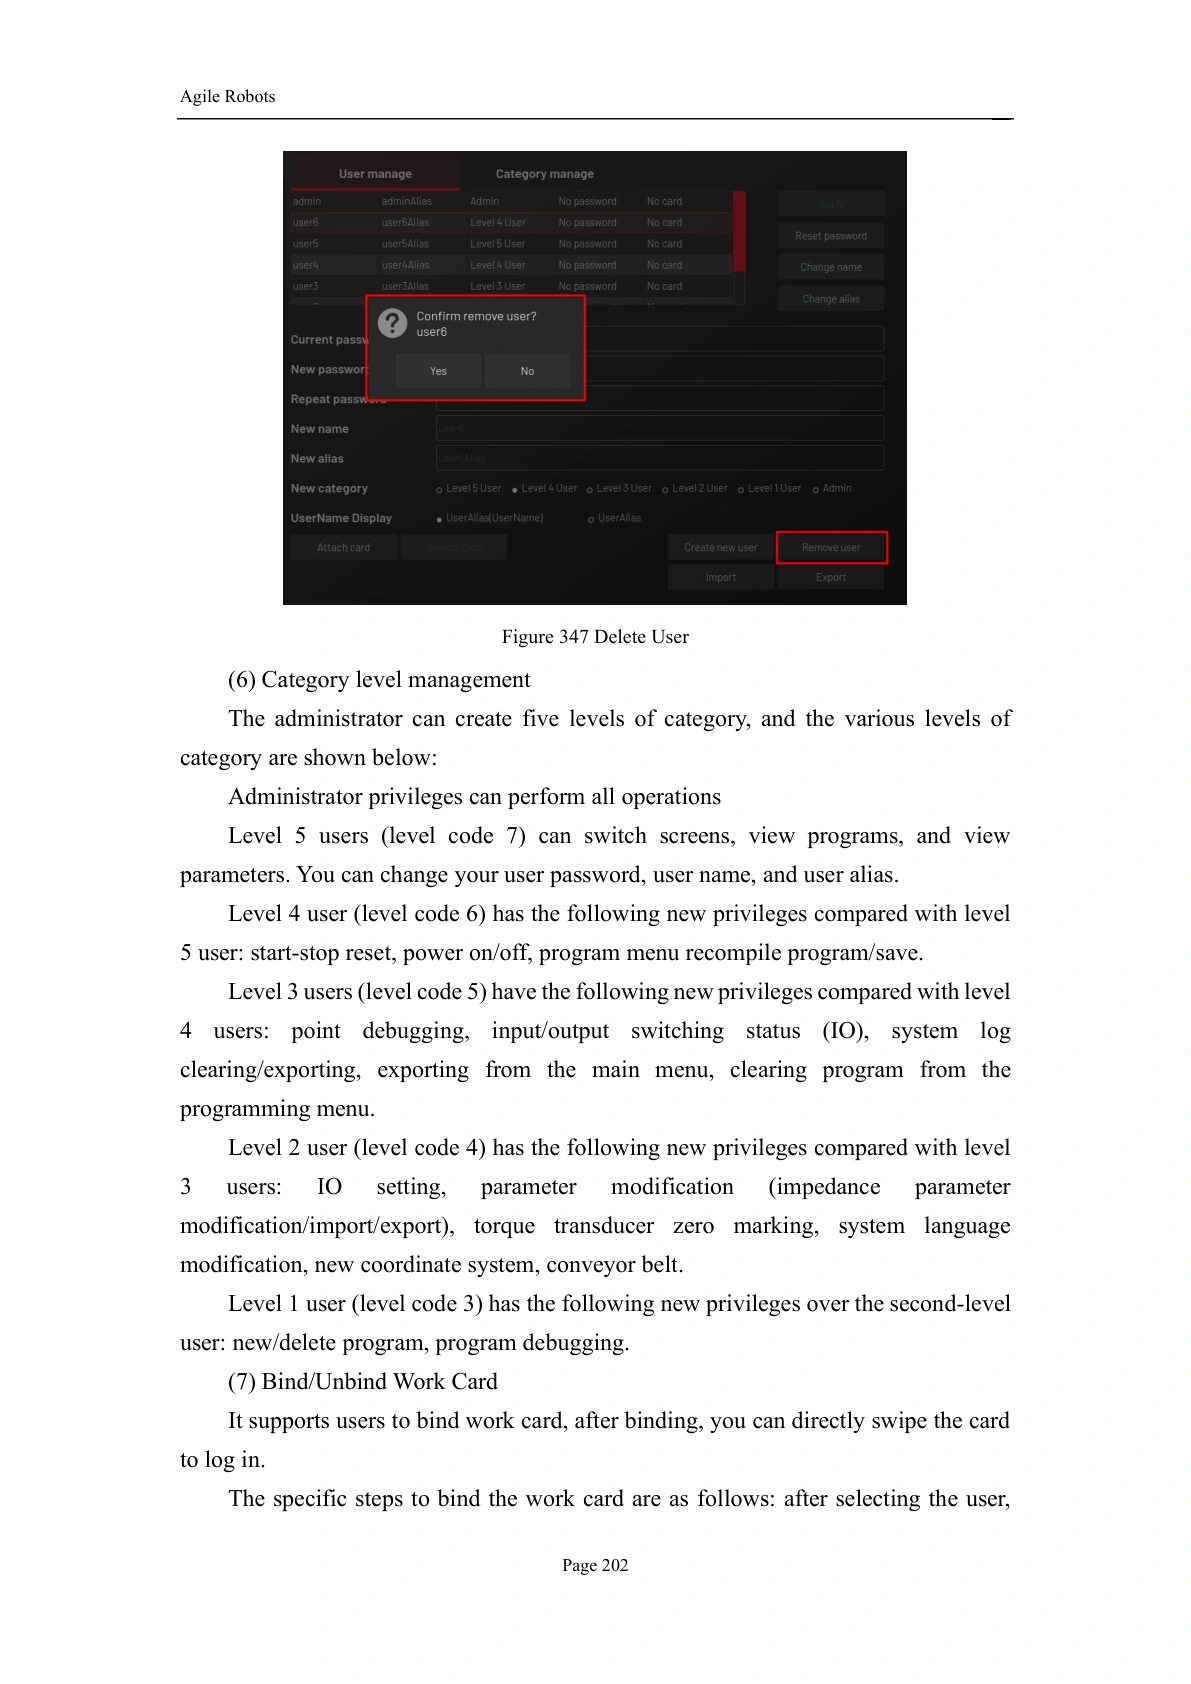 Agile Robots
User manage Category manage
admin adminAlias Admin No password No card
user6 user6Alias Level 4 User No password No card
user5 user5Alias Level 5 User No password No card
user4 user4Alias Level 4 User No password No card
user3 user3Alias Level 3 User No password No card
Apply
Reset password
Change name
Change alias
Confirm remove user?
user6
Yes No
Current passw
New password
Repeat password
New name user6
New alias user6Alias
New category Level 5 User Level 4 User Level 3 User Level 2 User Level 1 User Admin
UserName Display UserAlias(UserName) UserAlias
Attach card Detach card Create new user Remove user
Import Export
Figure 347 Delete User
(6) Category level management
The administrator can create five levels of category, and the various levels of
category are shown below:
Administrator privileges can perform all operations
Level 5 users (level code 7) can switch screens, view programs, and view
parameters. You can change your user password, user name, and user alias.
Level 4 user (level code 6) has the following new privileges compared with level
5 user: start-stop reset, power on/off, program menu recompile program/save.
Level 3 users (level code 5) have the following new privileges compared with level
4 users: point debugging, input/output switching status (IO), system log
clearing/exporting, exporting from the main menu, clearing program from the
programming menu.
Level 2 user (level code 4) has the following new privileges compared with level
3 users: IO setting, parameter modification (impedance parameter
modification/import/export), torque transducer zero marking, system language
modification, new coordinate system, conveyor belt.
Level 1 user (level code 3) has the following new privileges over the second-level
user: new/delete program, program debugging.
(7) Bind/Unbind Work Card
It supports users to bind work card, after binding, you can directly swipe the card
to log in.
The specific steps to bind the work card are as follows: after selecting the user,
Page 202